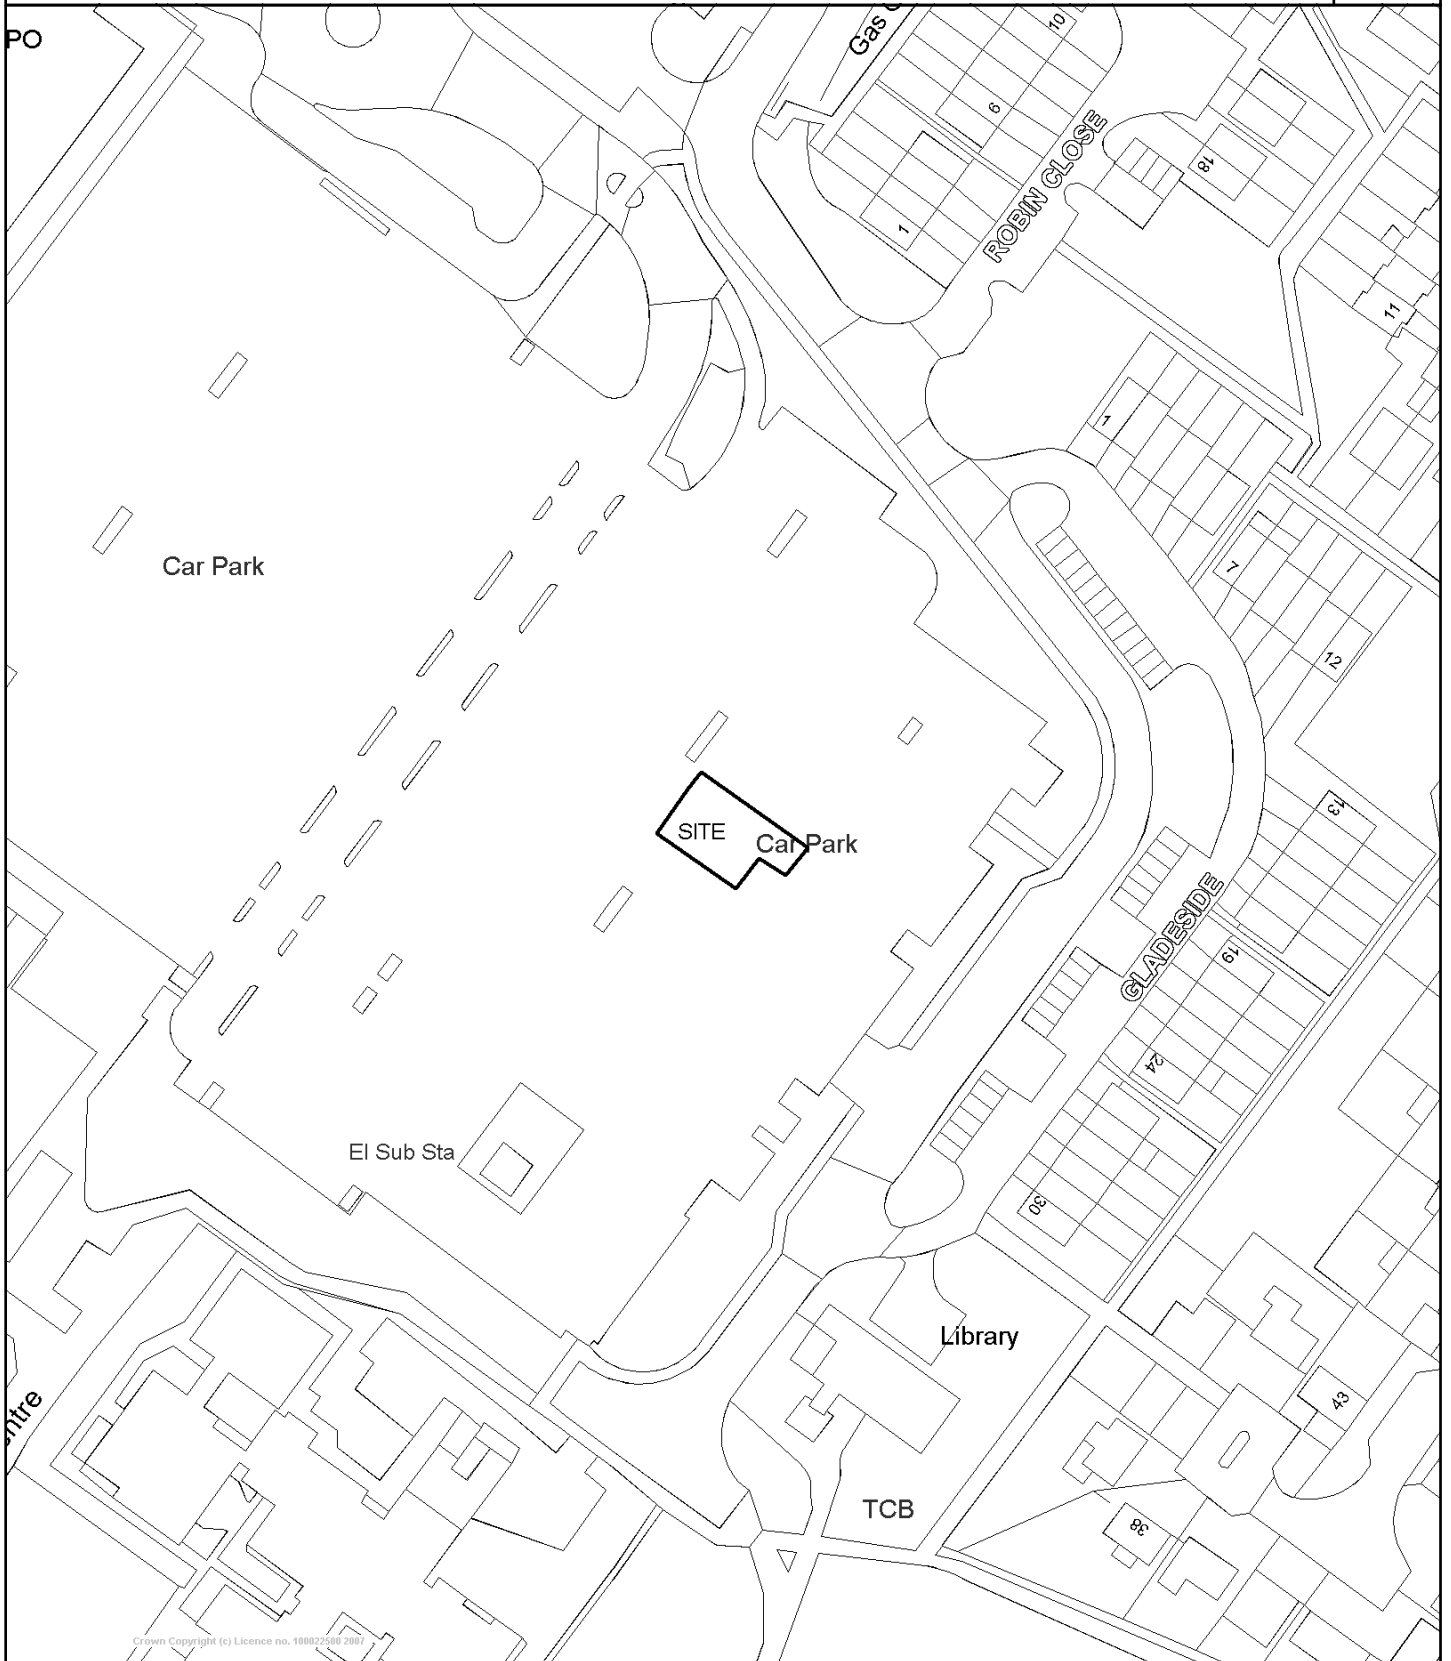 PO
Gas
10
6
1
ROBIN CLOSE
18
11
1
7
12
Car Park
SITE
Car Park
13
GLADESIDE
19
24
30
El Sub Sta
Library
43
ntre
TCB
38
Crown Copyright (c) Licence no. 100022500 2007